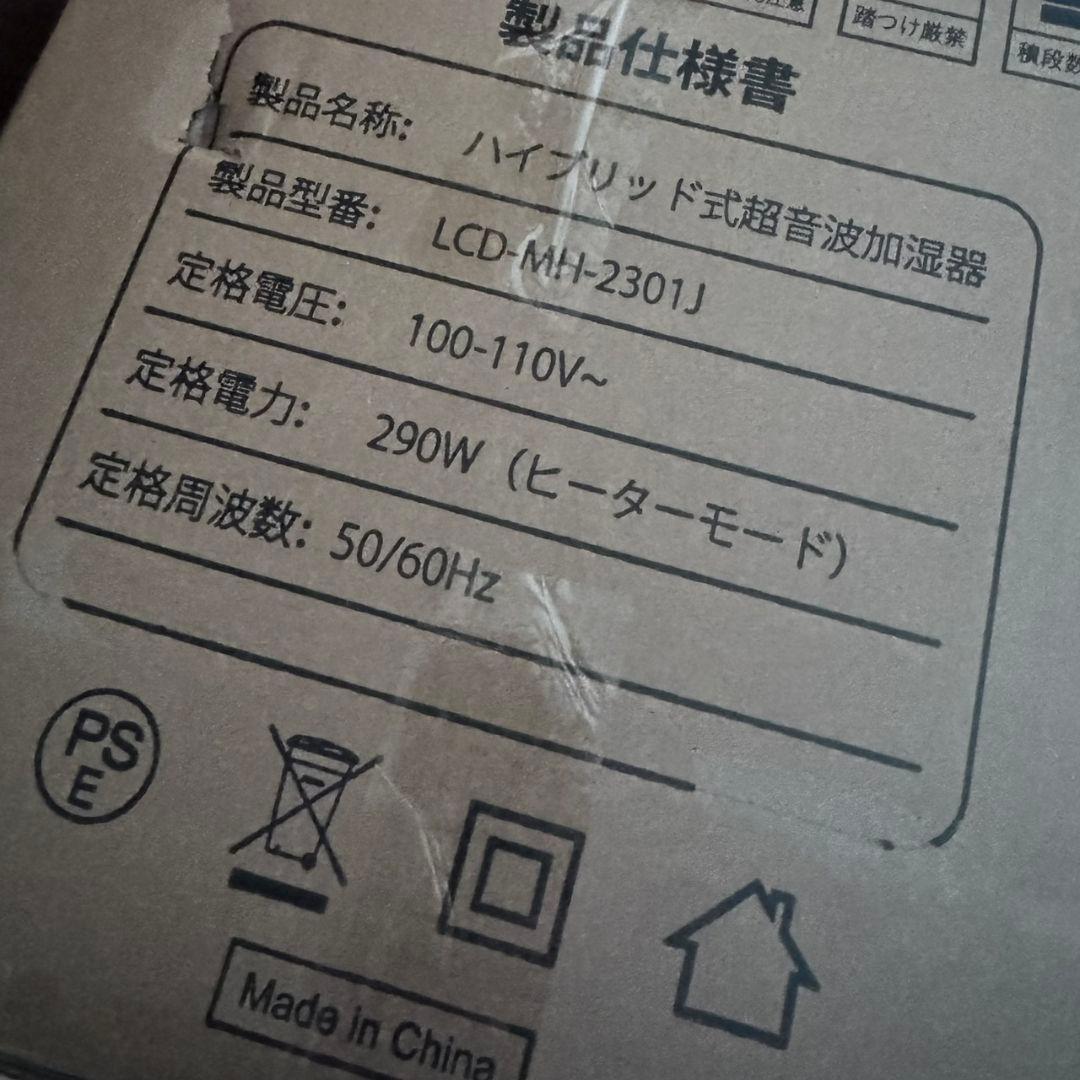 注意
踏つけ厳禁
積段数
製品仕様書
製品名称: ハイブリッド式超音波加湿器
製品型番: LCD-MH-2301J
定格電圧: 100-110V~
定格電力: 290W（ヒーターモード）
定格周波数: 50/60Hz
PS
E
Made in China